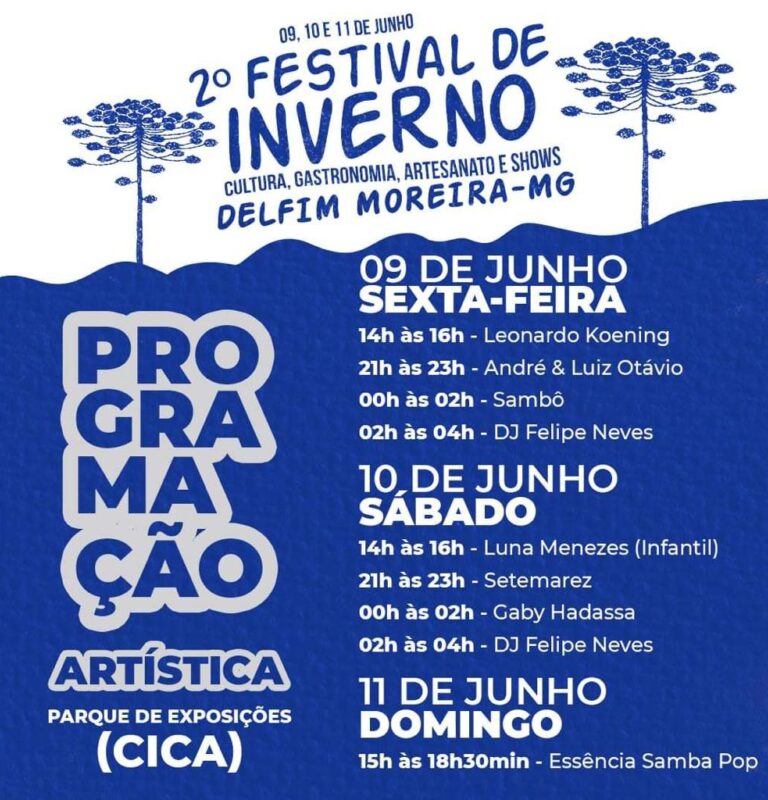 09, 10 E 11 DE JUNHO
2º FESTIVAL DE
INVERNO
CULTURA, GASTRONOMIA, ARTESANATO E SHOWS
DELFIM MOREIRA-MG
PRO
GRA
MA
ÇÃO
ARTÍSTICA
PARQUE DE EXPOSIÇÕES
(CICA)
09 DE JUNHO
SEXTA-FEIRA
14h às 16h - Leonardo Koening
21h às 23h - André & Luiz Otávio
00h às 02h - Sambô
02h às 04h - DJ Felipe Neves
10 DE JUNHO
SÁBADO
14h às 16h - Luna Menezes (Infantil)
21h às 23h - Setemarez
00h às 02h - Gaby Hadassa
02h às 04h - DJ Felipe Neves
11 DE JUNHO
DOMINGO
15h às 18h30min - Essência Samba Pop